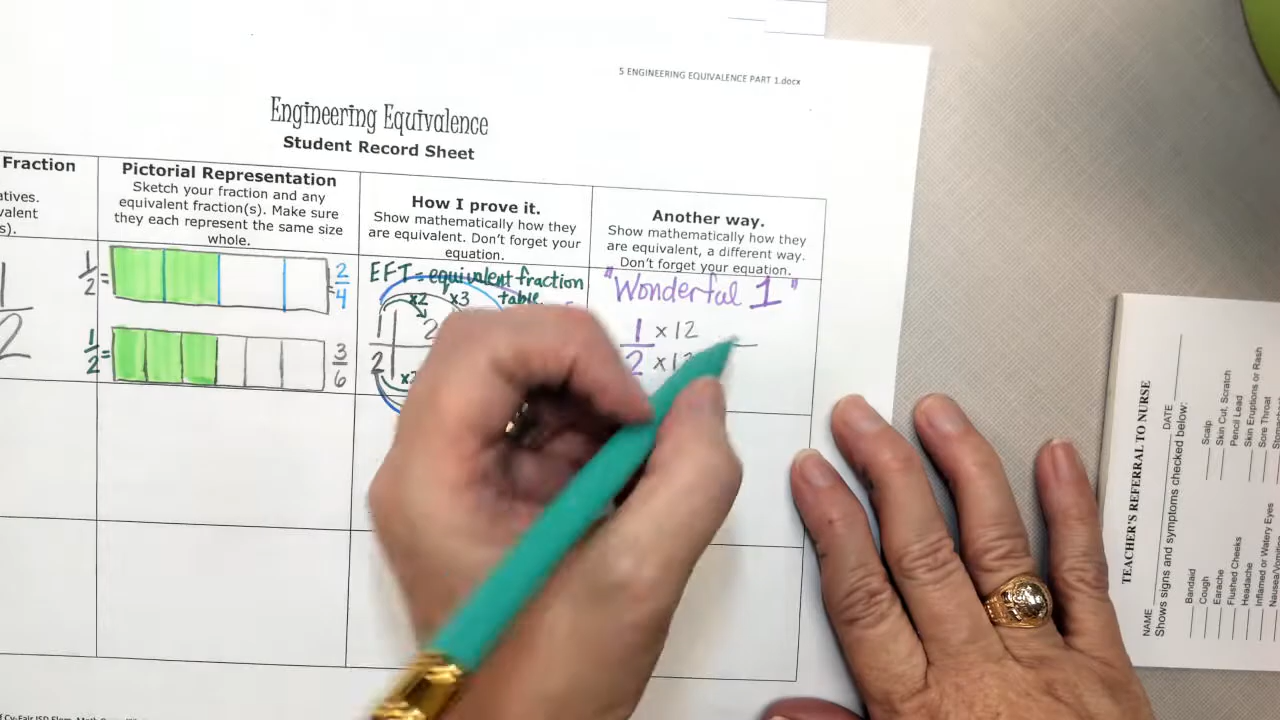 5 ENGINEERING EQUIVALENCE PART 1.docx
Engineering Equivalence
Student Record Sheet
Fraction
Pictorial Representation
Sketch your fraction and any
equivalent fraction(s). Make sure
they each represent the same size
whole.
How I prove it.
Show mathematically how they
are equivalent. Don't forget your
equation.
Another way.
Show mathematically how they
are equivalent, a different way.
Don't forget your equation.
1
2
1
2 =
= 2
4
1
2 =
3
6
EFT = equivalent fraction
table
x2 x3
1 2
2
"Wonderful 1"
1 x 12
2
TEACHER'S REFERRAL TO NURSE
NAME DATE
Shows signs and symptoms checked below:
Bandaid
Cough
Earache
Flushed Cheeks
Headache
Inflamed or Watery Eyes
Scalp
Skin Cut, Scratch
Pencil Lead
Skin Eruptions or Rash
Sore Throat